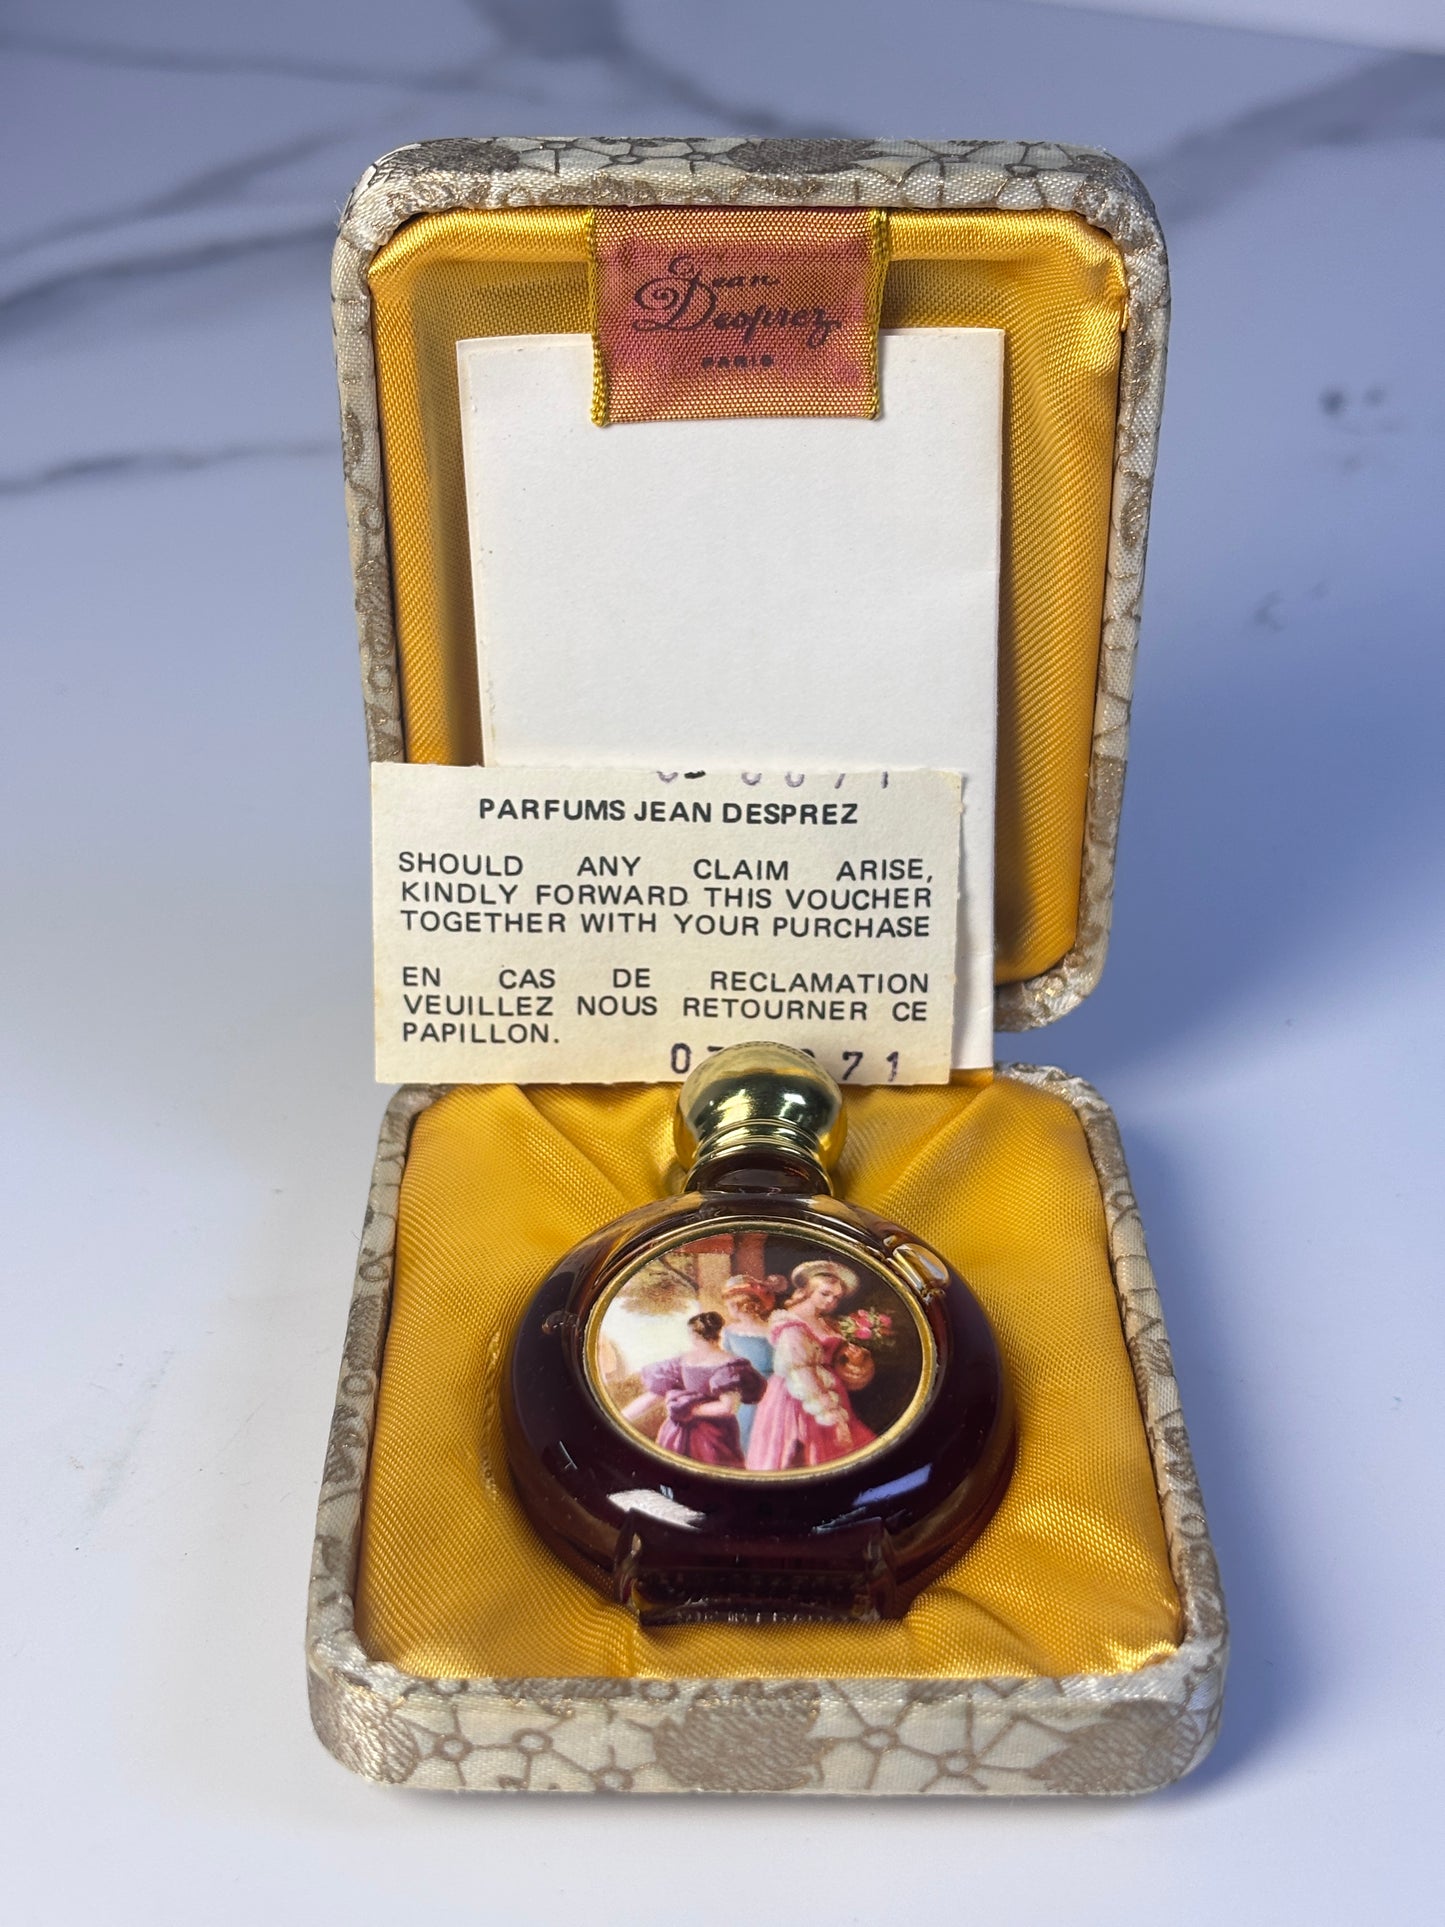 Jean
Desprez
PARIS
PARFUMS JEAN DESPREZ
SHOULD ANY CLAIM ARISE,
KINDLY FORWARD THIS VOUCHER
TOGETHER WITH YOUR PURCHASE
EN CAS DE RECLAMATION
VEUILLEZ NOUS RETOURNER CE
PAPILLON.